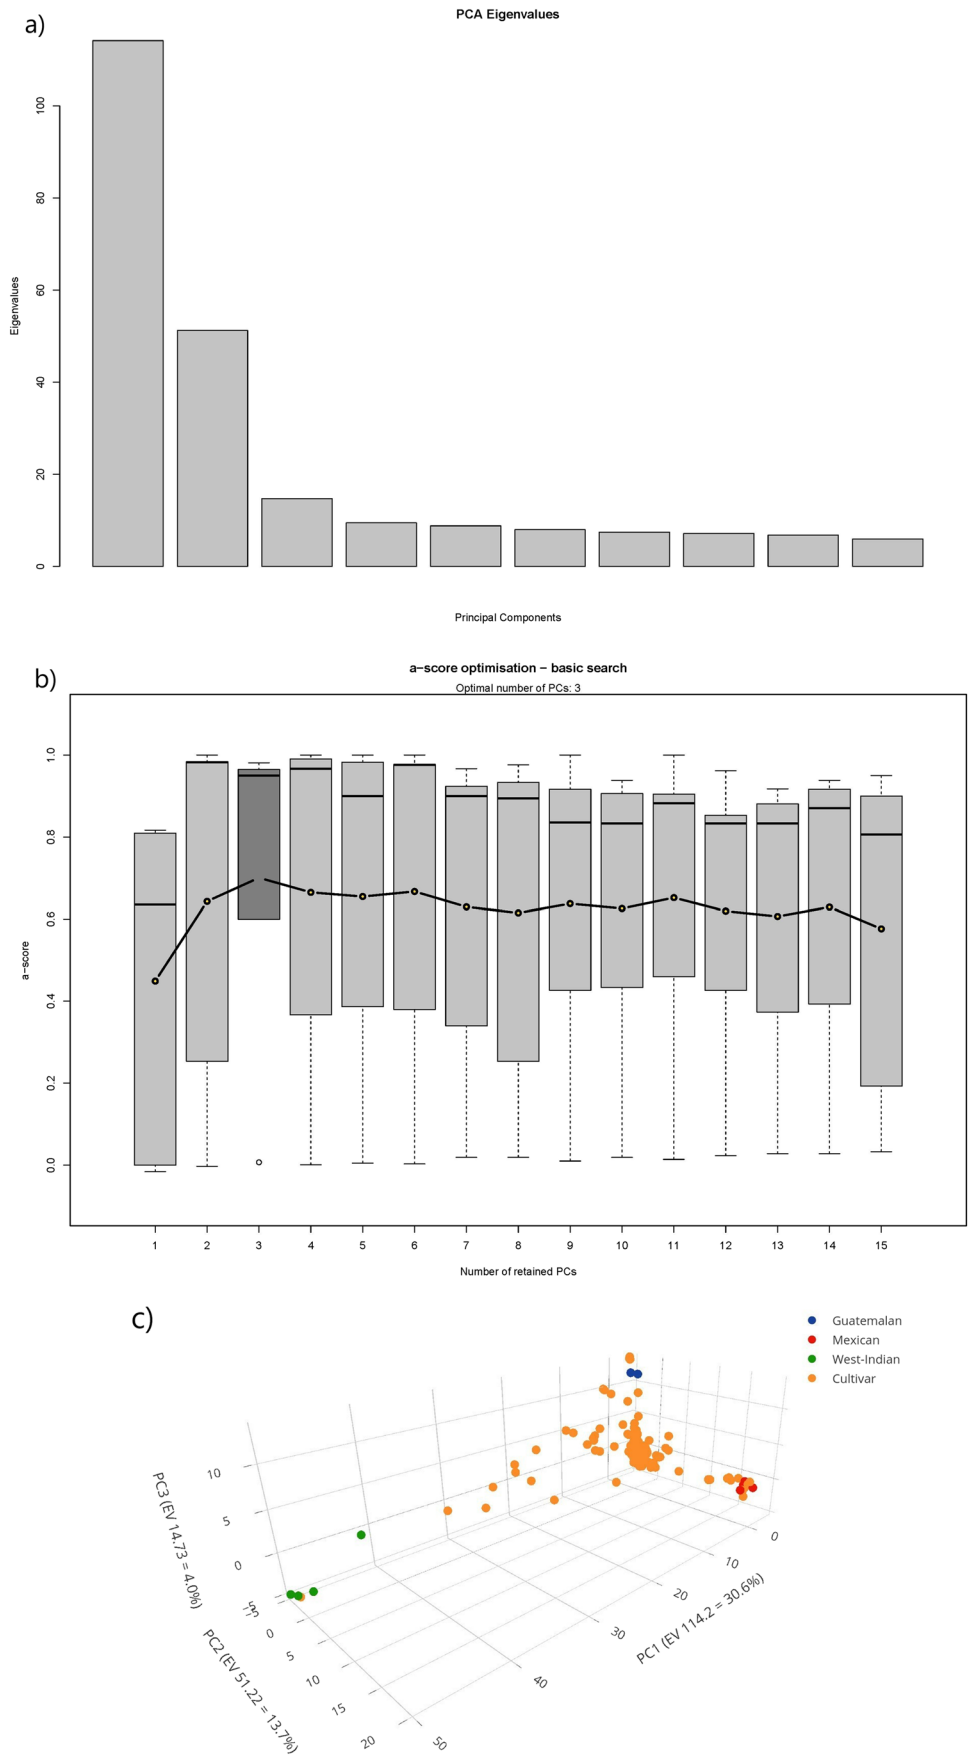 a)
PCA Eigenvalues
100
80
60
40
20
0
Eigenvalues
Principal Components
b)
a−score optimisation − basic search
Optimal number of PCs: 3
1.0
0.8
0.6
0.4
0.2
0.0
a−score
1 2 3 4 5 6 7 8 9 10 11 12 13 14 15
Number of retained PCs
c)
Guatemalan
Mexican
West-Indian
Cultivar
10
5
0
PC3 (EV 14.73 = 4.0%)
0
5
10
15
20
PC2 (EV 51.22 = 13.7%)
0
10
20
30
40
50
PC1 (EV 114.2 = 30.6%)